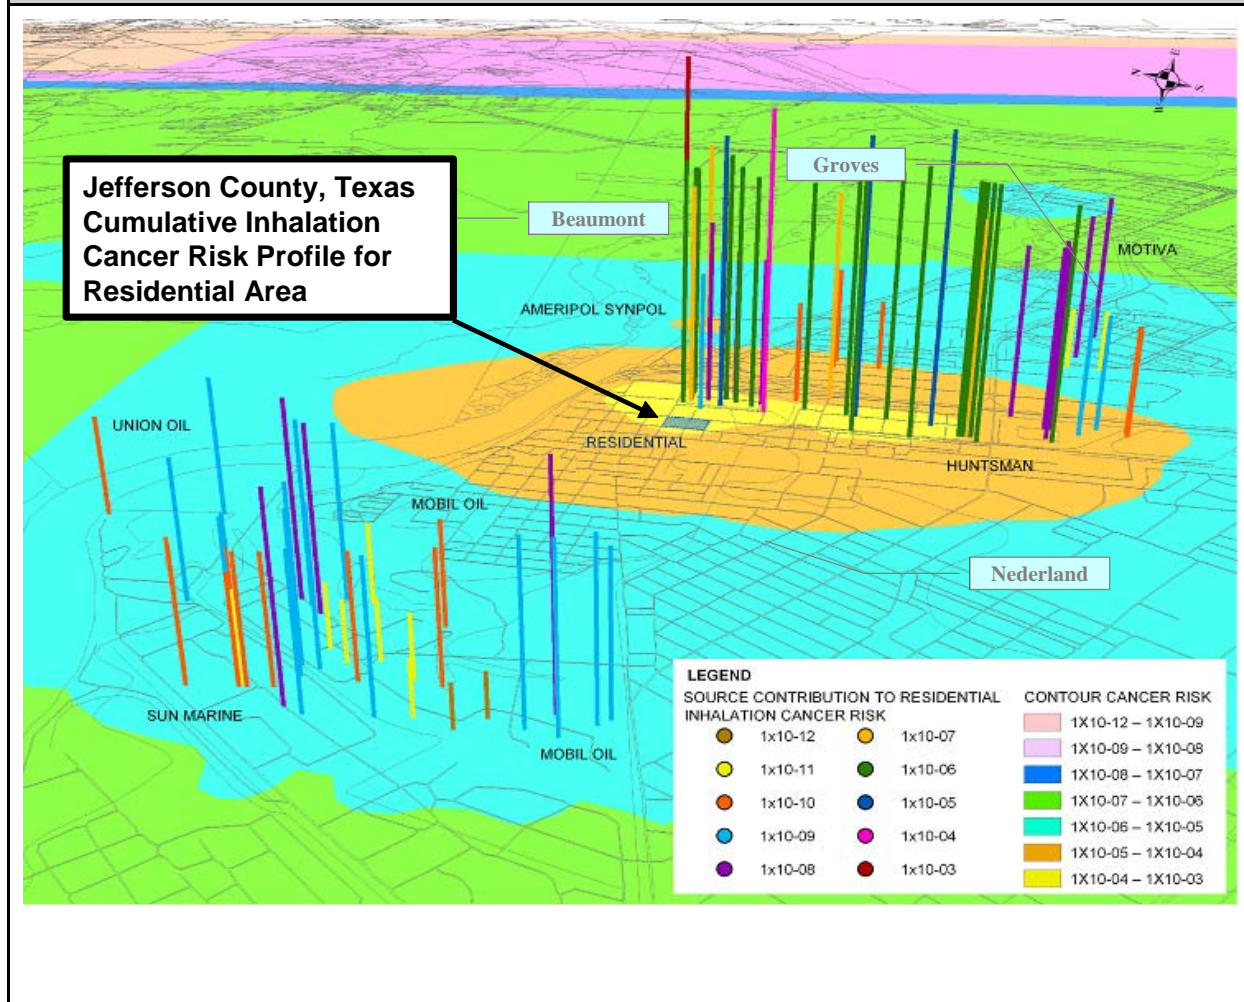 Jefferson County, Texas
Cumulative Inhalation
Cancer Risk Profile for
Residential Area
Beaumont
Groves
MOTIVA
AMERIPOL SYNPOL
UNION OIL
RESIDENTIAL
HUNTSMAN
MOBIL OIL
Nederland
SUN MARINE
MOBIL OIL
LEGEND
SOURCE CONTRIBUTION TO RESIDENTIAL
INHALATION CANCER RISK
1x10-12
1x10-11
1x10-10
1x10-09
1x10-08
1x10-07
1x10-06
1x10-05
1x10-04
1x10-03
CONTOUR CANCER RISK
1X10-12 – 1X10-09
1X10-09 – 1X10-08
1X10-08 – 1X10-07
1X10-07 – 1X10-06
1X10-06 – 1X10-05
1X10-05 – 1X10-04
1X10-04 – 1X10-03